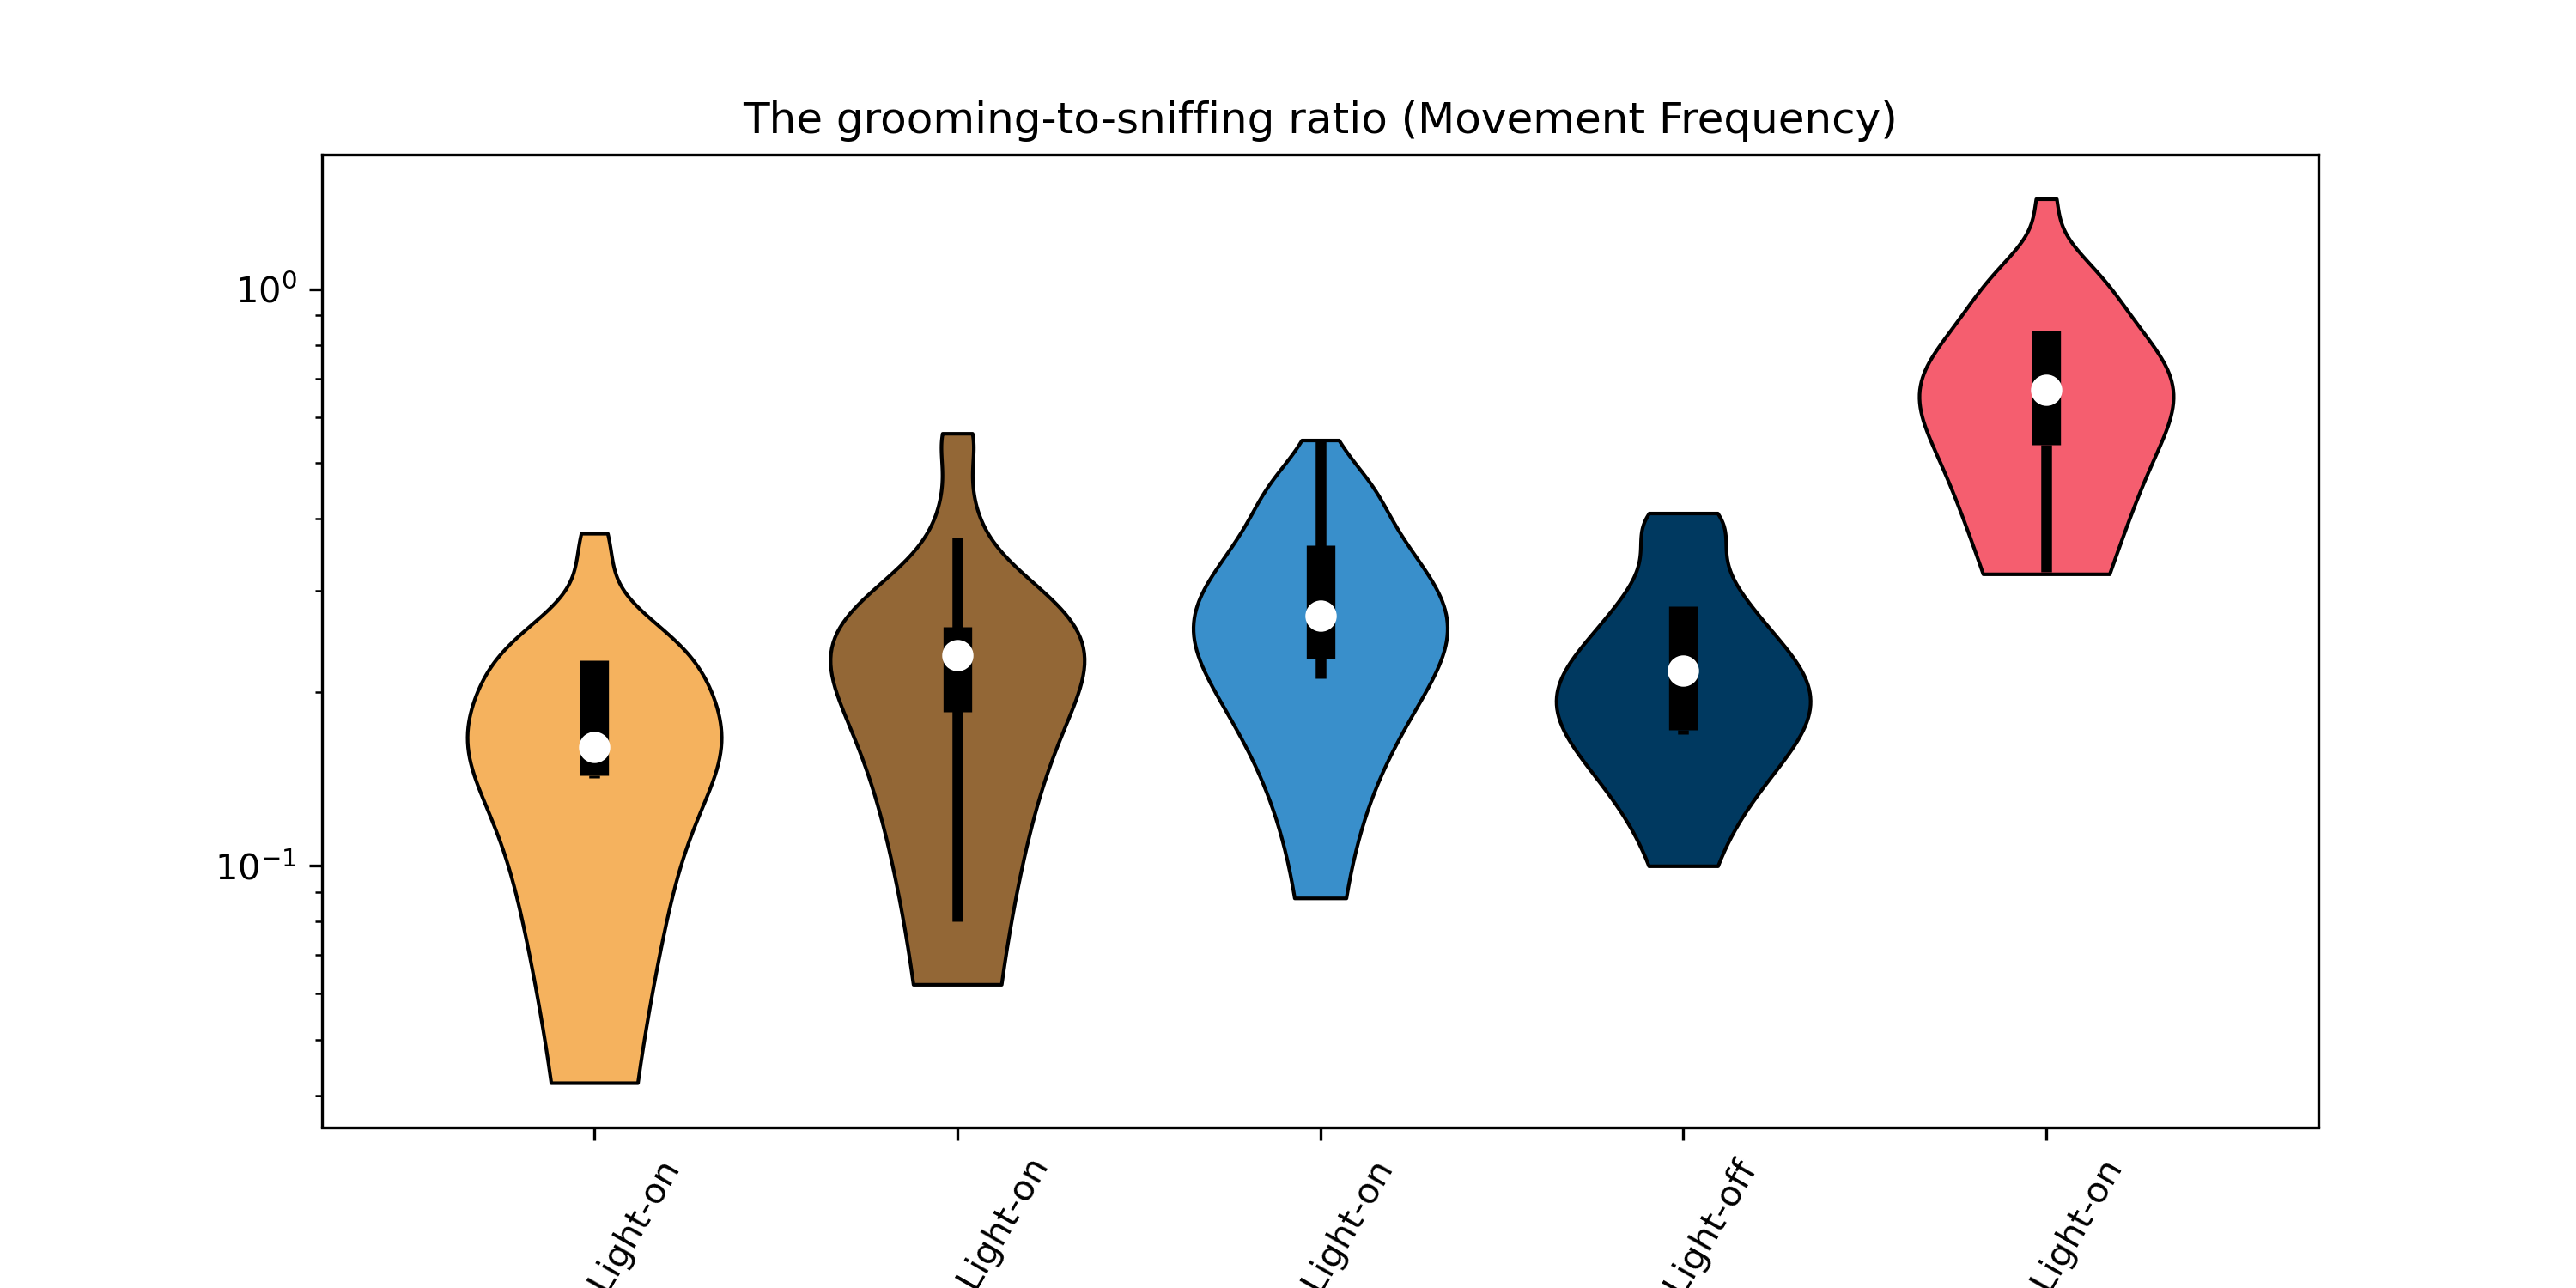 The grooming-to-sniffing ratio (Movement Frequency)
10⁰
10⁻¹
Light-on
Light-on
Light-on
Light-off
Light-on